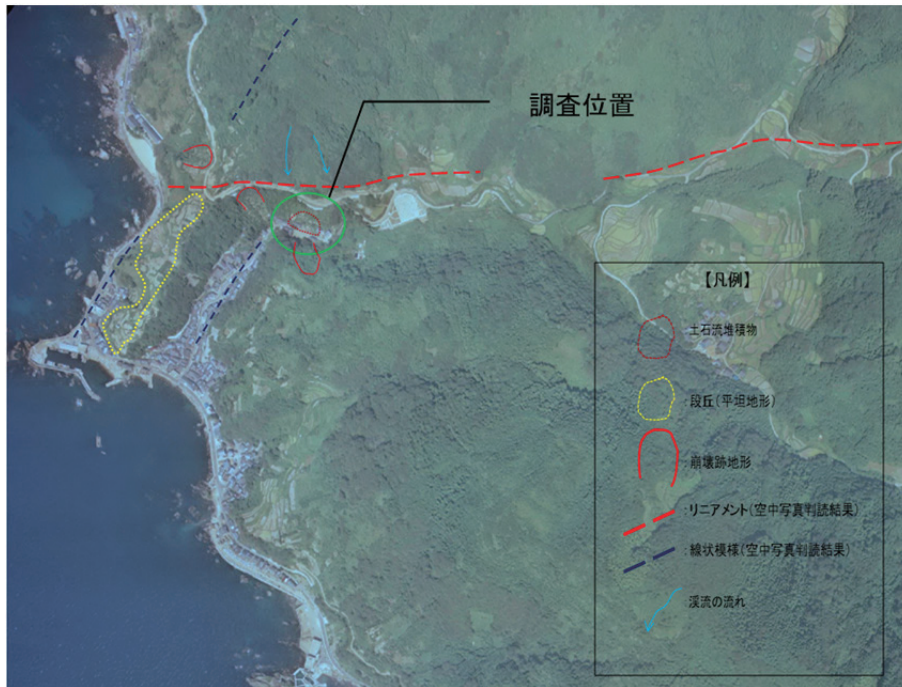 調査位置
【凡例】
土石流堆積物
:段丘(平坦地形)
:崩壊跡地形
:リニアメント(空中写真判読結果)
:線状模様(空中写真判読結果)
渓流の流れ